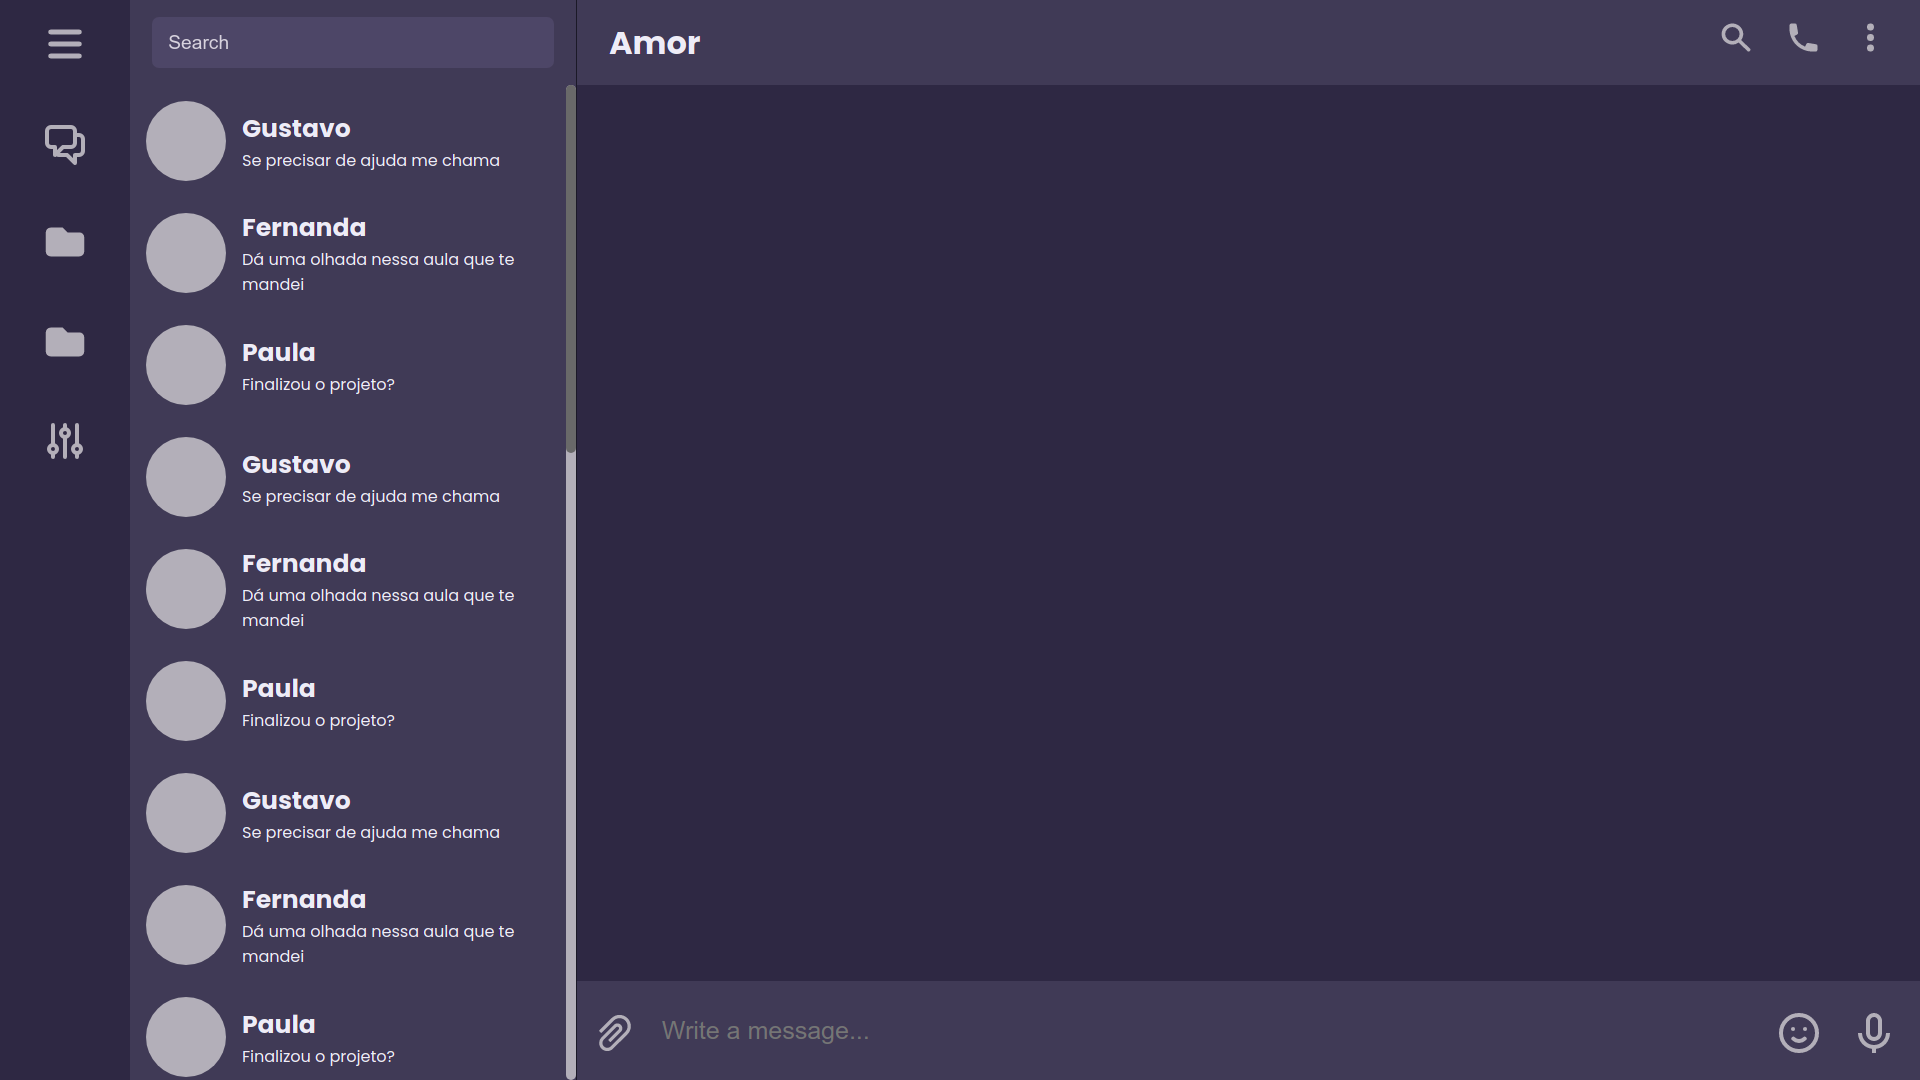 Search
Gustavo
Se precisar de ajuda me chama
Fernanda
Dá uma olhada nessa aula que te
mandei
Paula
Finalizou o projeto?
Gustavo
Se precisar de ajuda me chama
Fernanda
Dá uma olhada nessa aula que te
mandei
Paula
Finalizou o projeto?
Gustavo
Se precisar de ajuda me chama
Fernanda
Dá uma olhada nessa aula que te
mandei
Paula
Finalizou o projeto?
Amor
Write a message...